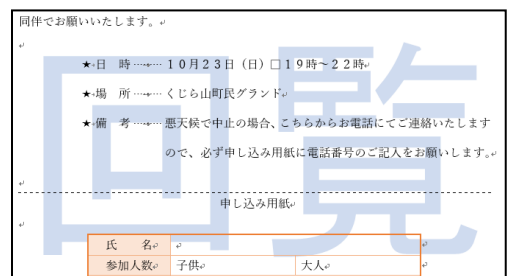 同伴でお願いいたします。
★日　時……１０月２３日（日）□１９時～２２時
★場　所……くじら山町民グランド
★備　考……悪天候で中止の場合、こちらからお電話にてご連絡いたします
ので、必ず申し込み用紙に電話番号のご記入をお願いします。
回覧
申し込み用紙
氏　名
参加人数 子供 大人